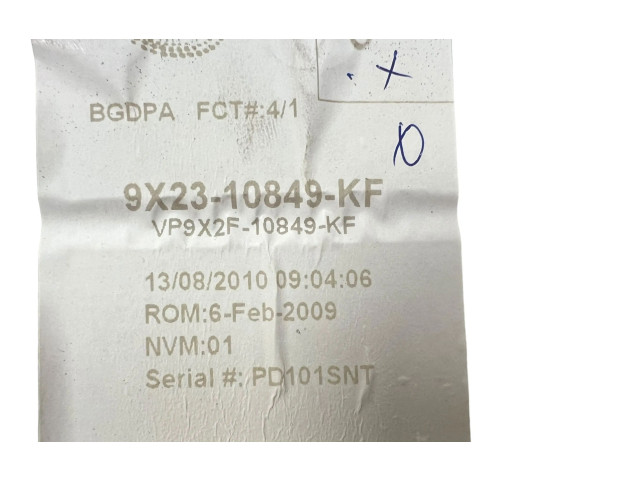 X
BGDPA FCT#:4/1
9X23-10849-KF
VP9X2F-10849-KF
13/08/2010 09:04:06
ROM:6-Feb-2009
NVM:01
Serial #: PD101SNT